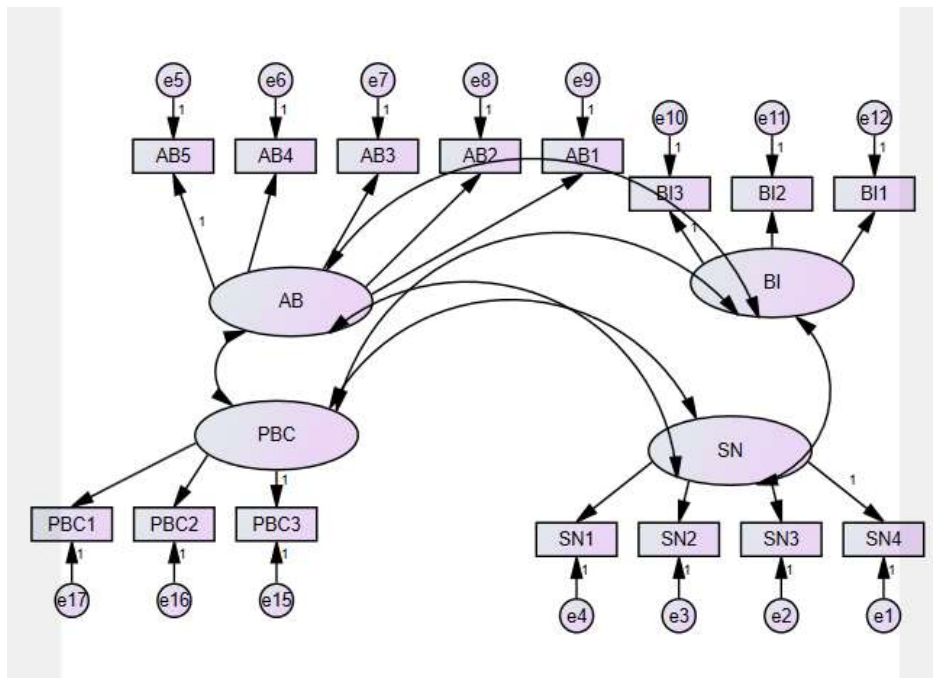 e5 e6 e7 e8 e9
e10 e11 e12
1 1 1 1 1
1 1 1
AB5 AB4 AB3 AB2 AB1
BI3 BI2 BI1
1
1
AB
BI
PBC
SN
1
1
PBC1 PBC2 PBC3
SN1 SN2 SN3 SN4
1 1 1
1 1 1 1
e17 e16 e15
e4 e3 e2 e1